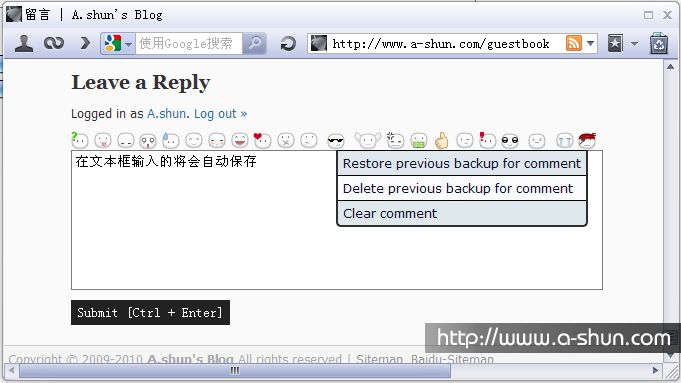 留言 | A.shun's Blog
使用Google搜索
http://www.a-shun.com/guestbook
Leave a Reply
Logged in as A.shun. Log out »
在文本框输入的将会自动保存
Restore previous backup for comment
Delete previous backup for comment
Clear comment
Submit [Ctrl + Enter]
http://www.a-shun.com
Copyright © 2009-2010 A.shun's Blog All rights reserved | Sitemap Baidu-Sitemap